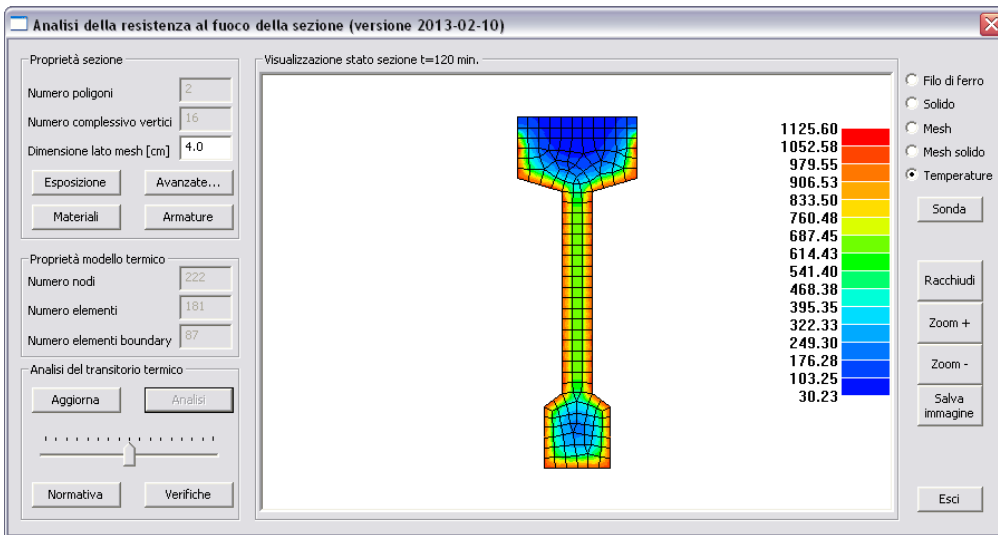 Analisi della resistenza al fuoco della sezione (versione 2013-02-10)
Proprietà sezione
Numero poligoni 2
Numero complessivo vertici 16
Dimensione lato mesh [cm] 4.0
Esposizione Avanzate...
Materiali Armature
Proprietà modello termico
Numero nodi 222
Numero elementi 181
Numero elementi boundary 87
Analisi del transitorio termico
Aggiorna Analisi
Normativa Verifiche
Visualizzazione stato sezione t=120 min.
1125.60
1052.58
979.55
906.53
833.50
760.48
687.45
614.43
541.40
468.38
395.35
322.33
249.30
176.28
103.25
30.23
Filo di ferro
Solido
Mesh
Mesh solido
Temperature
Sonda
Racchiudi
Zoom +
Zoom -
Salva
immagine
Esci